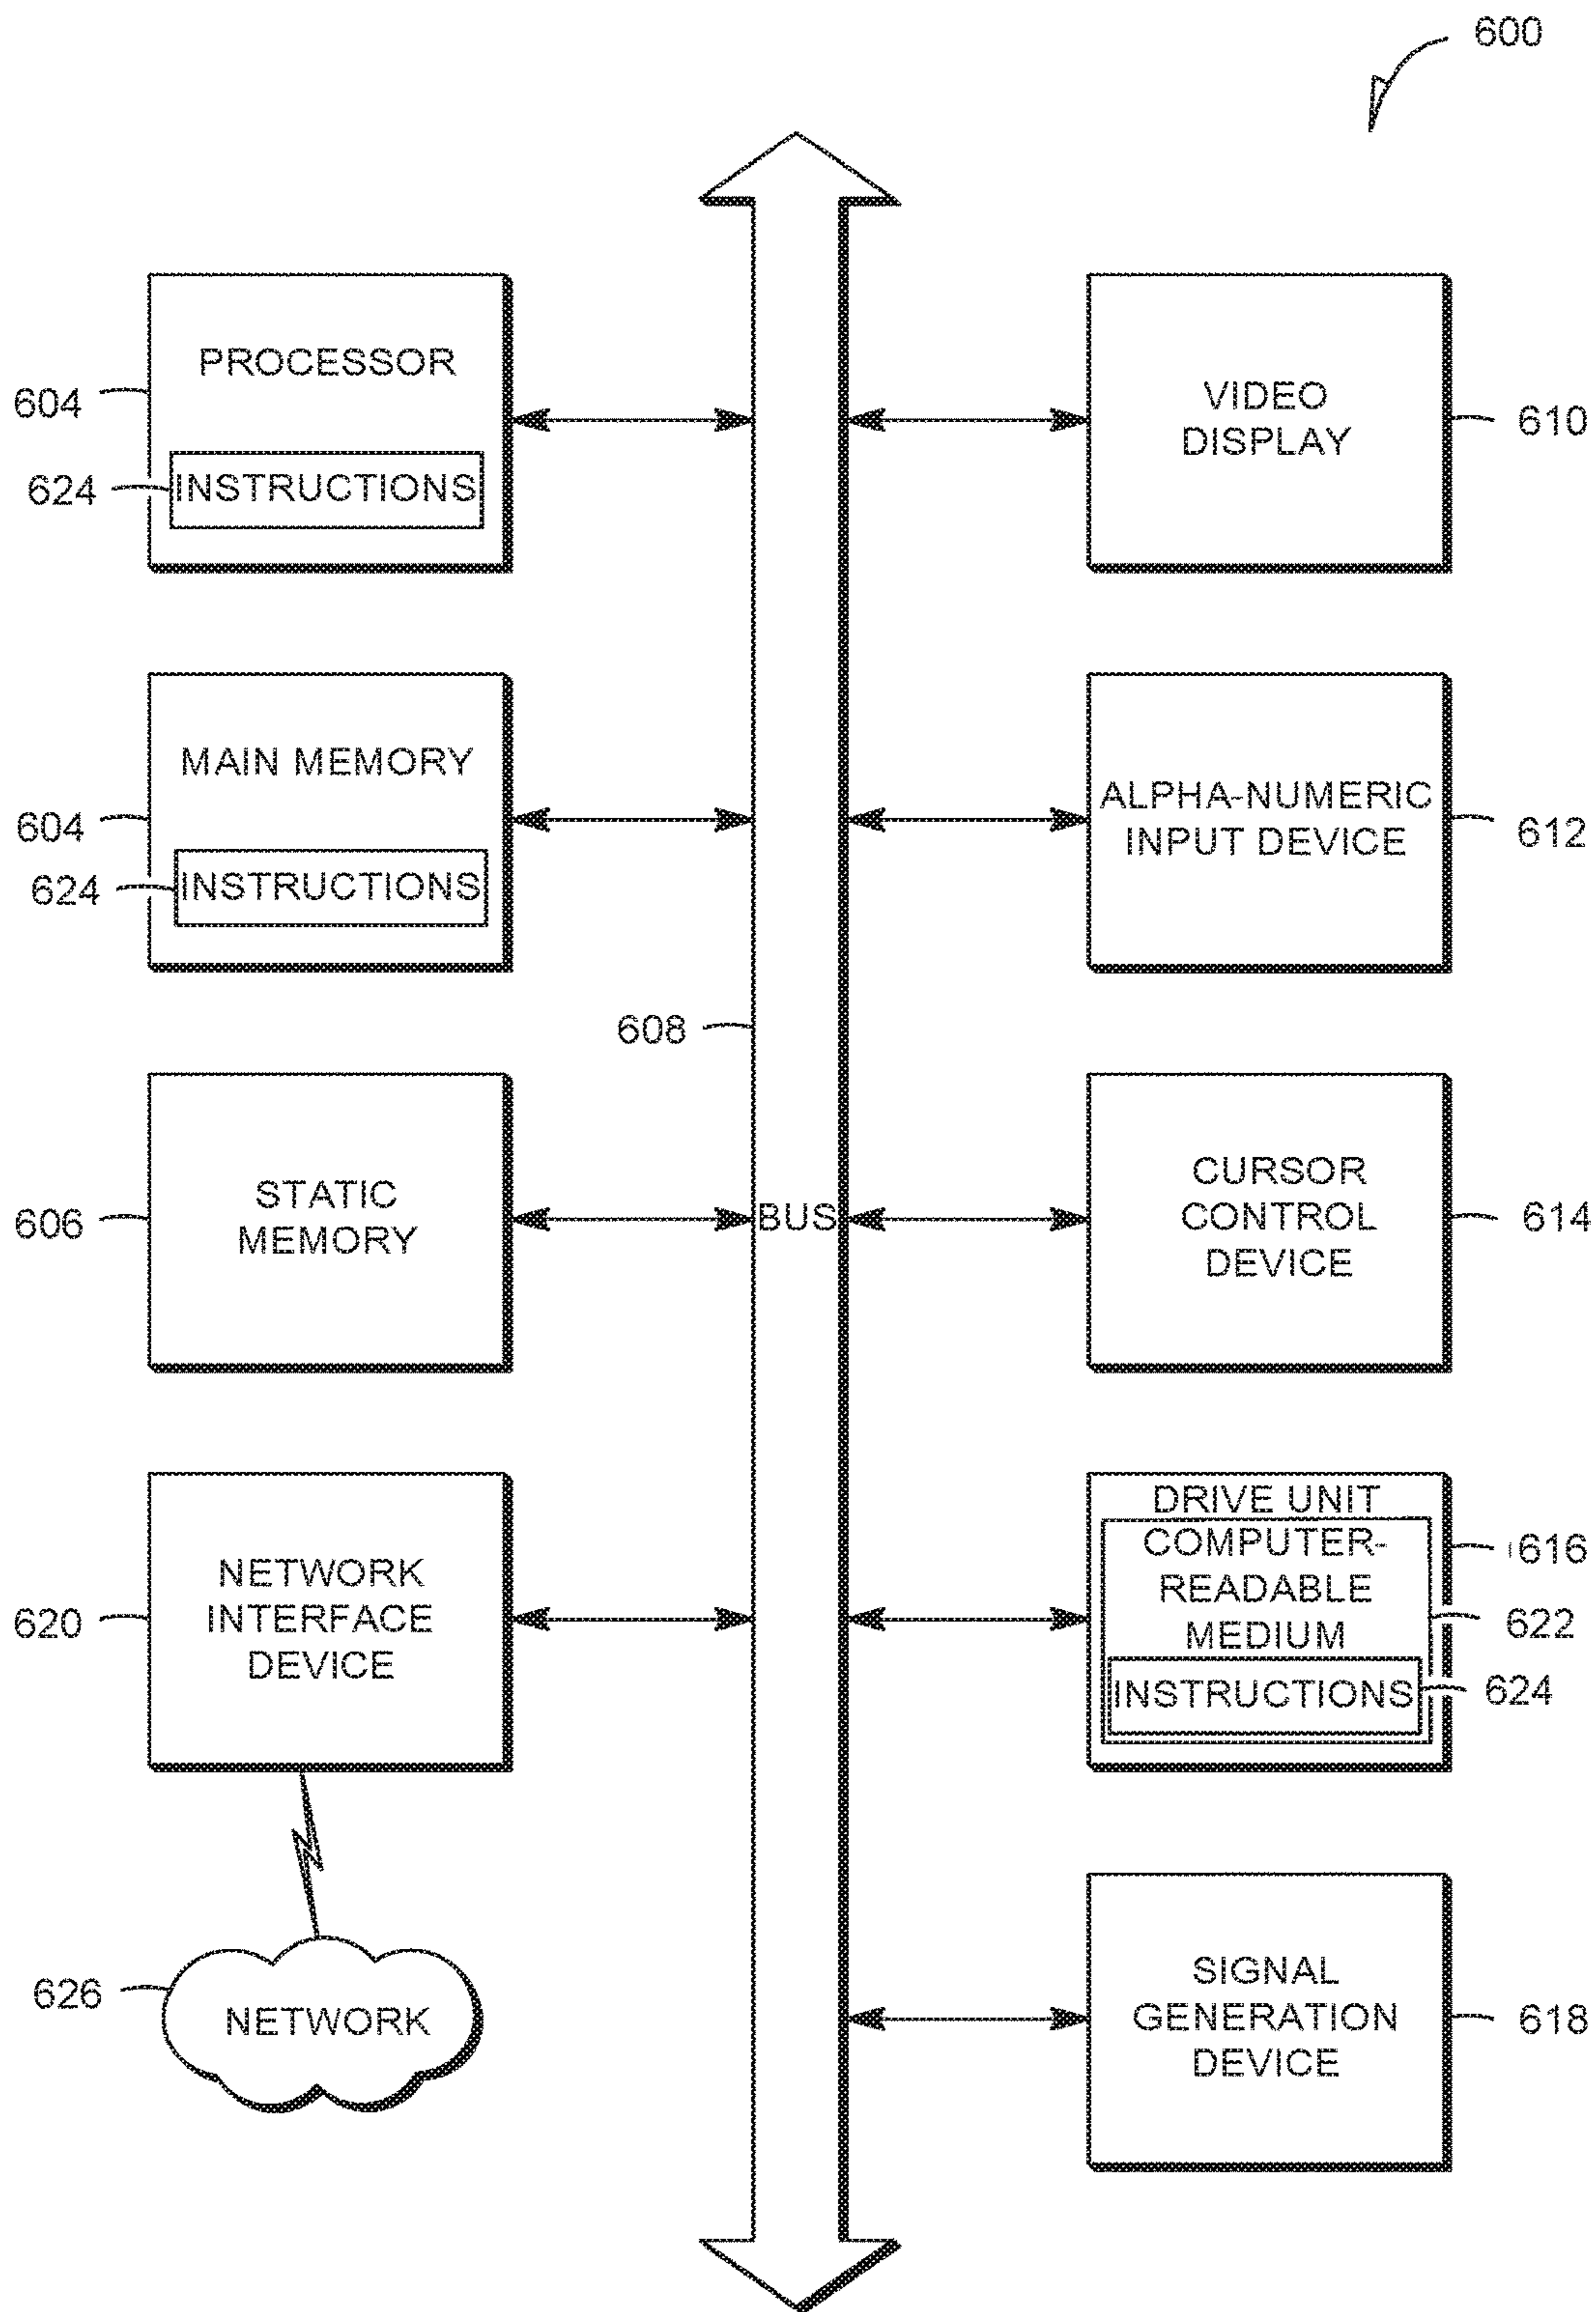 600
PROCESSOR
604
624
INSTRUCTIONS
VIDEO
DISPLAY
610
MAIN MEMORY
604
624
INSTRUCTIONS
ALPHA-NUMERIC
INPUT DEVICE
612
608
STATIC
MEMORY
606
BUS
CURSOR
CONTROL
DEVICE
614
NETWORK
INTERFACE
DEVICE
620
DRIVE UNIT
COMPUTER-
READABLE
MEDIUM
INSTRUCTIONS
616
622
624
626
NETWORK
SIGNAL
GENERATION
DEVICE
618